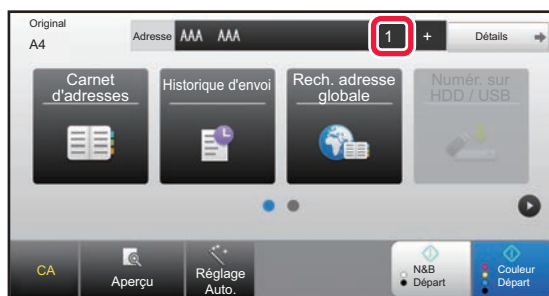 Original
A4
Adresse AAA AAA 1 + Détails
Carnet
d'adresses
Historique d'envoi
Rech. adresse
globale
Numér. sur
HDD / USB
CA
Aperçu
Réglage
Auto.
N&B
Départ
Couleur
Départ